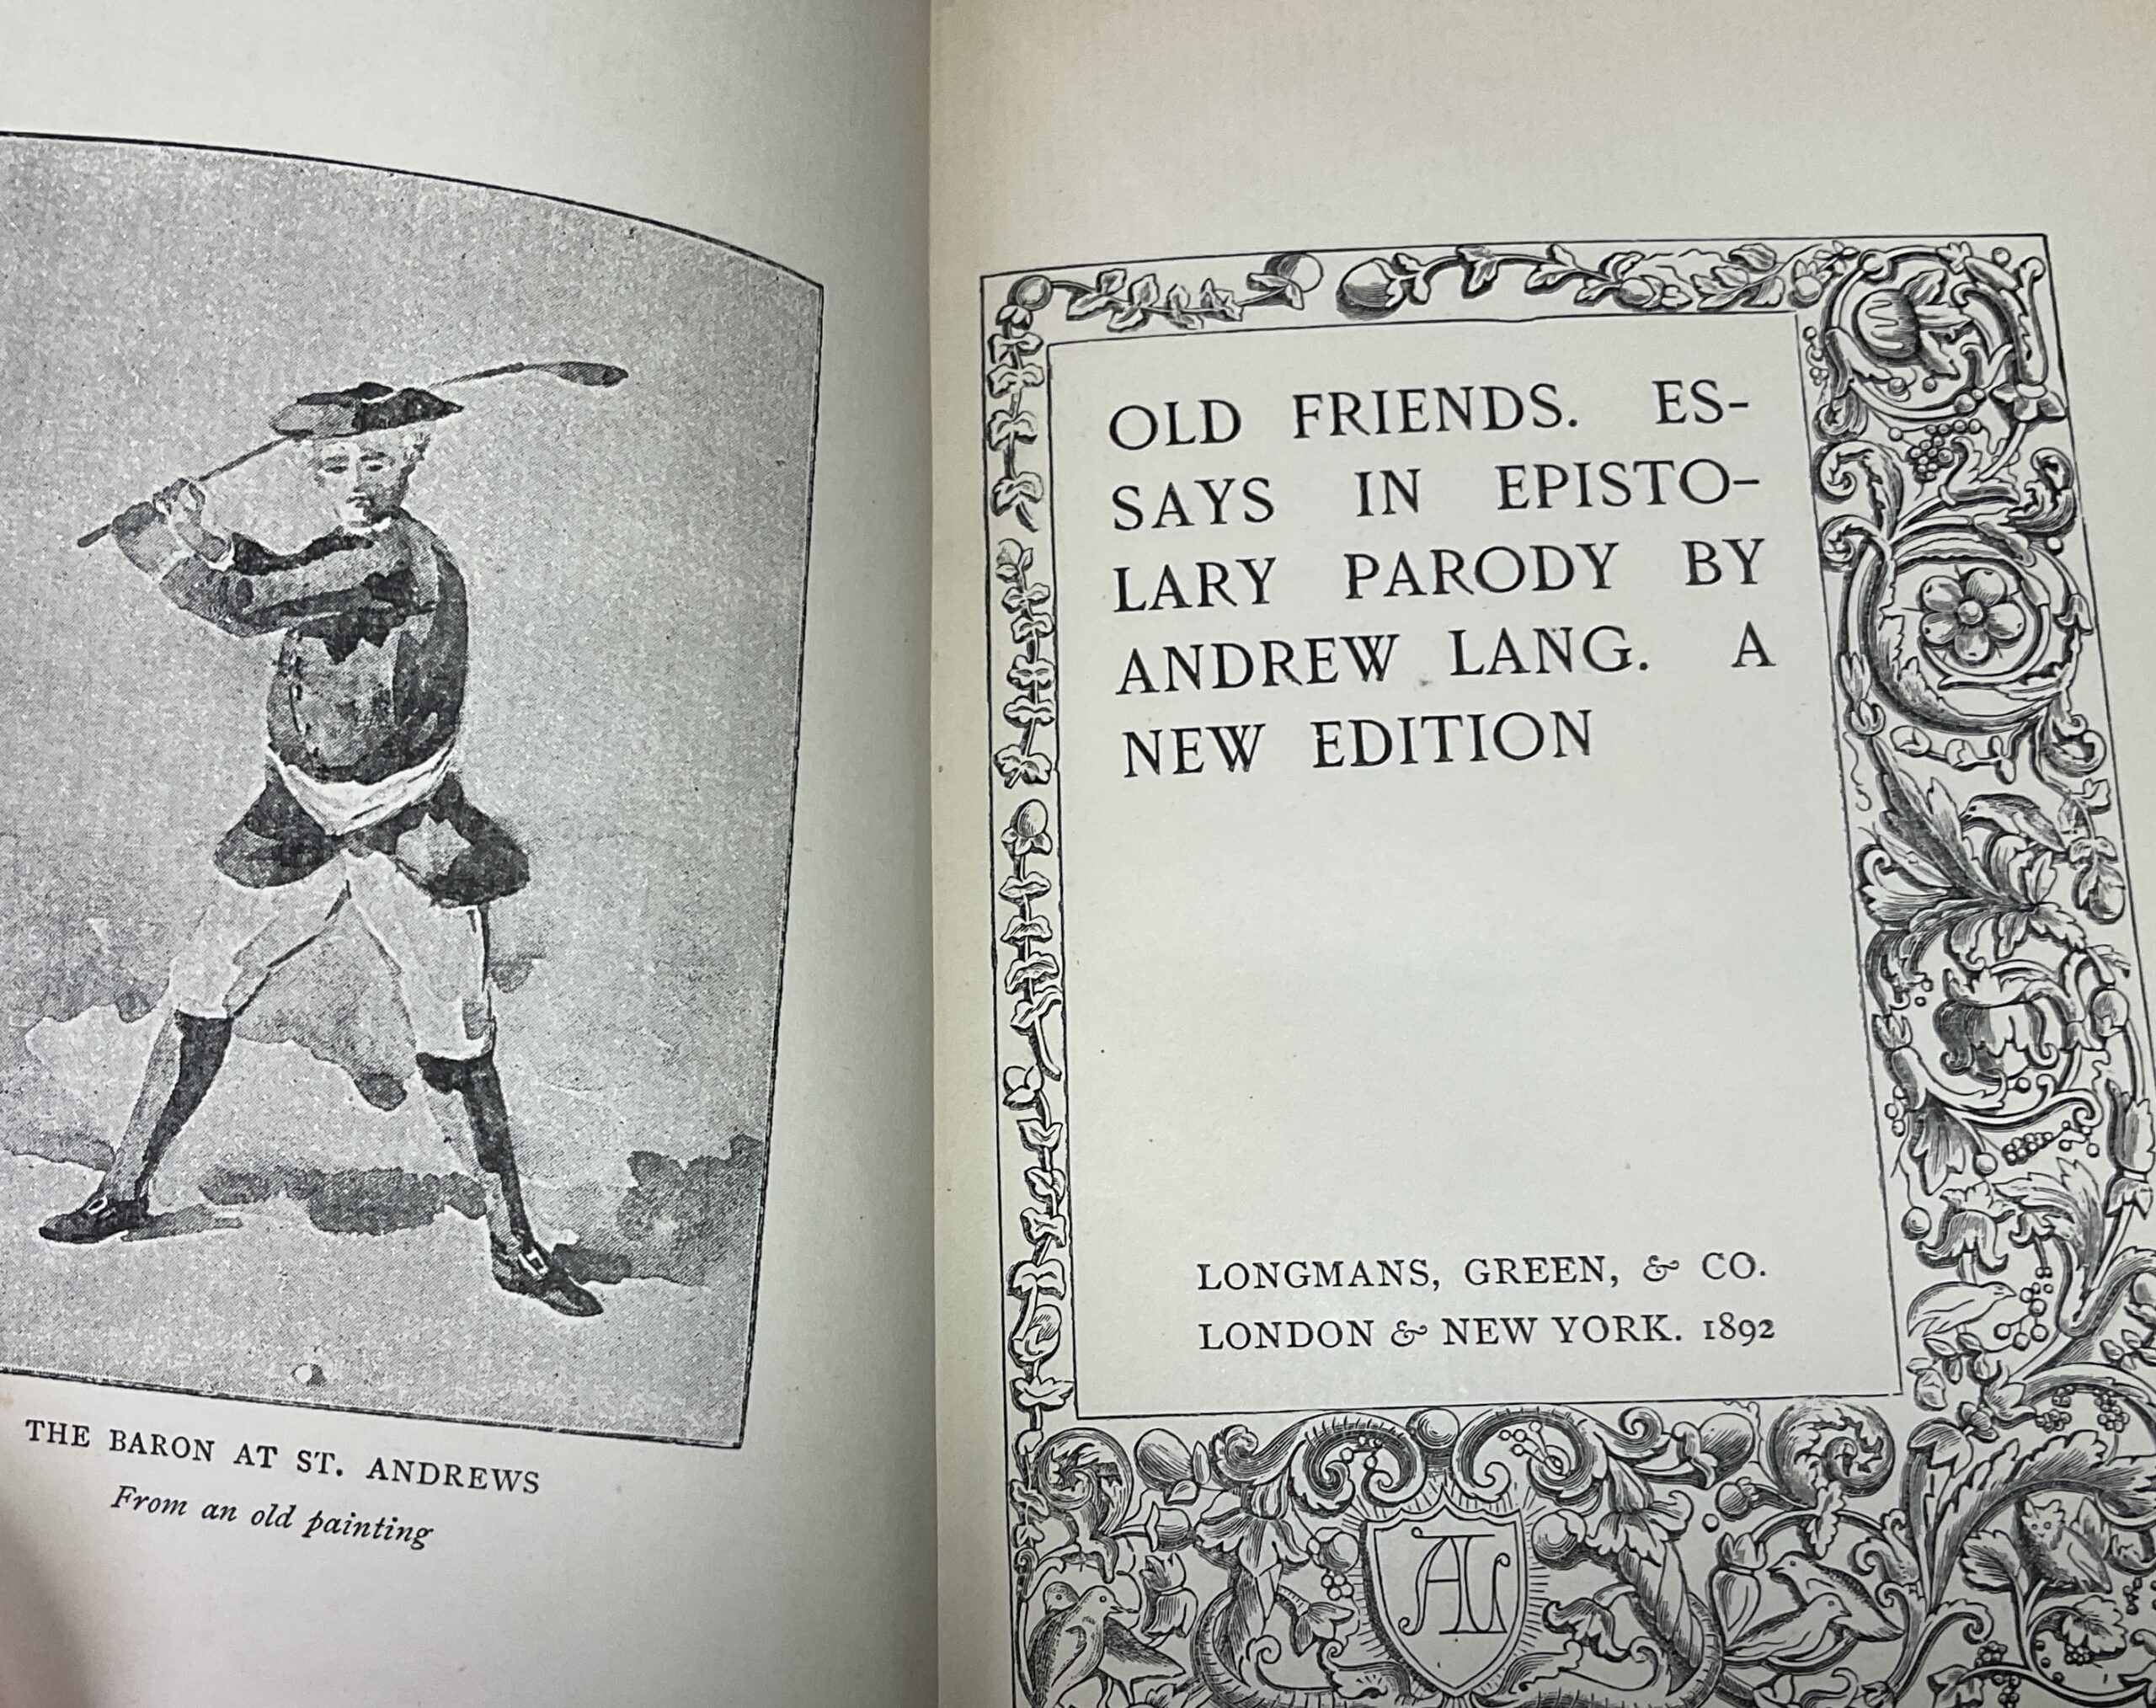 THE BARON AT ST. ANDREWS
From an old painting
OLD FRIENDS. ES-
SAYS IN EPISTO-
LARY PARODY BY
ANDREW LANG. A
NEW EDITION
LONGMANS, GREEN, & CO.
LONDON & NEW YORK. 1892
AL